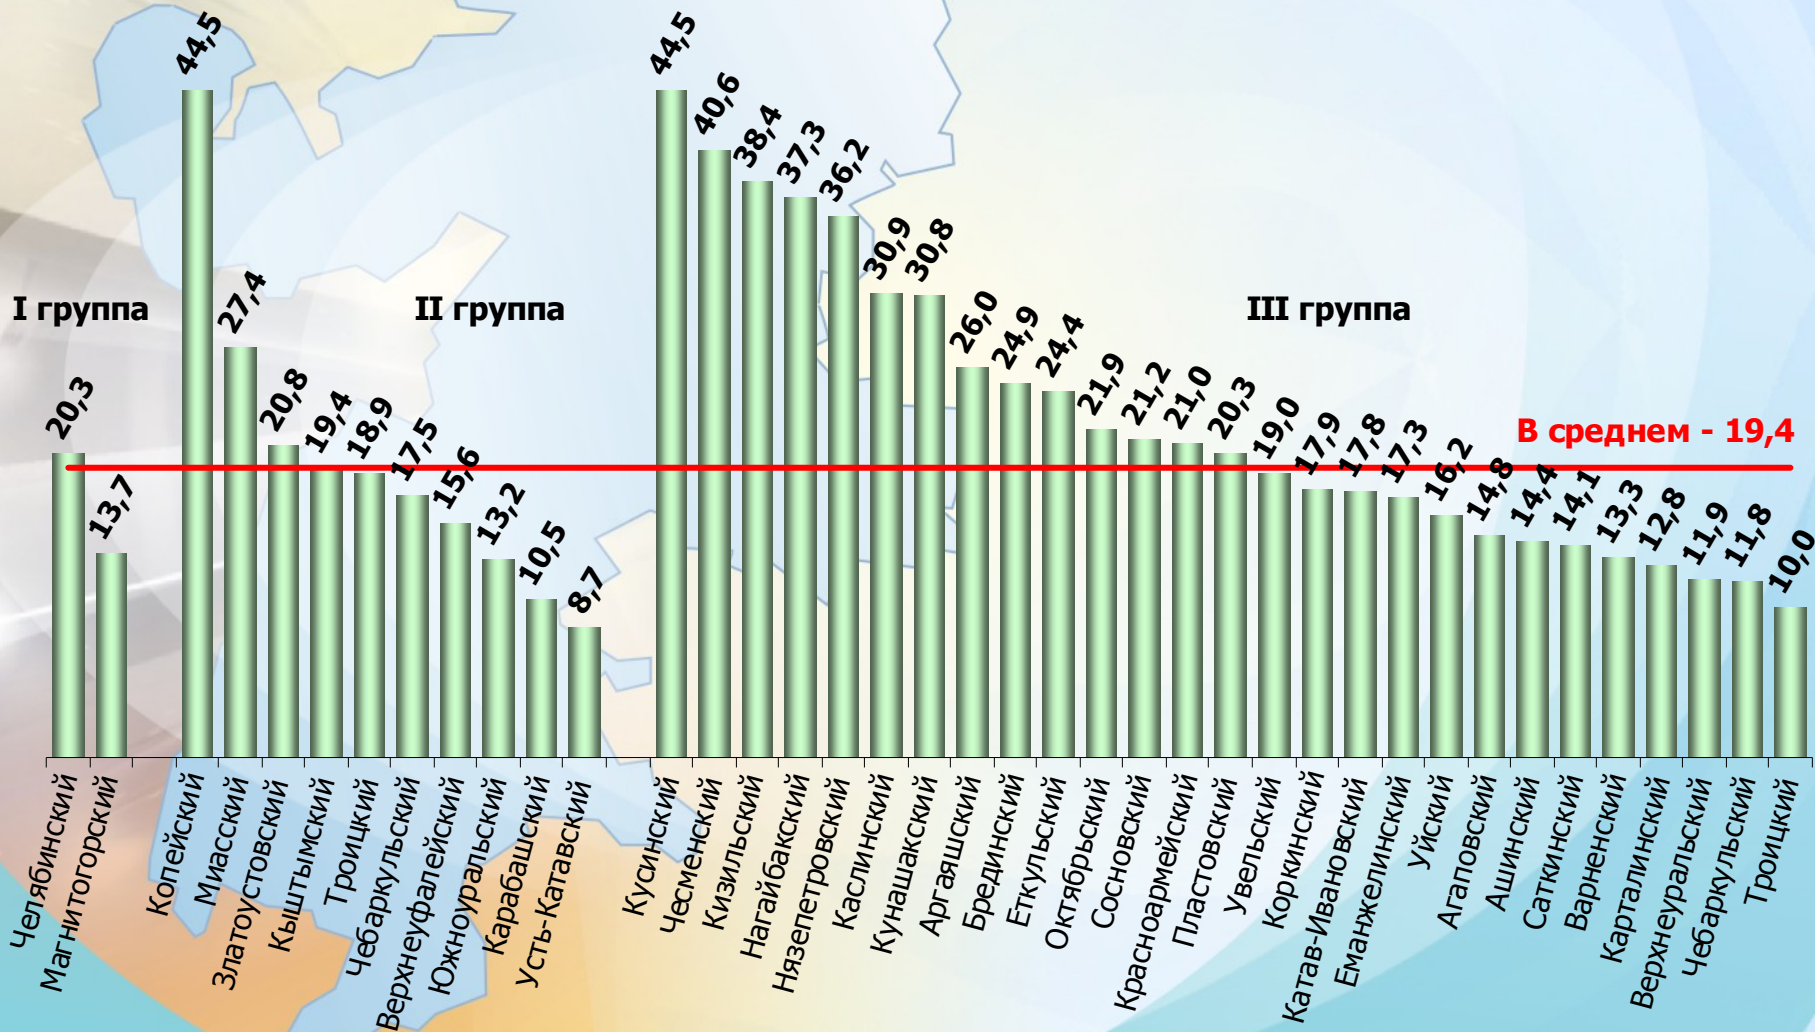 I группа
II группа
III группа
В среднем - 19,4
20,3
13,7
44,5
27,4
20,8
19,4
18,9
17,5
15,6
13,2
10,5
8,7
44,5
40,6
38,4
37,3
36,2
30,9
30,8
26,0
24,9
24,4
21,9
21,2
21,0
20,3
19,0
17,9
17,8
17,3
16,2
14,8
14,4
14,1
13,3
12,8
11,9
11,8
10,0
Челябинский
Магнитогорский
Копейский
Миасский
Златоустовский
Кыштымский
Троицкий
Чебаркульский
Верхнеуфалейский
Южноуральский
Карабашский
Усть-Катавский
Кусинский
Чесменский
Кизильский
Нагайбакский
Нязепетровский
Каслинский
Кунашакский
Аргаяшский
Брединский
Еткульский
Октябрьский
Сосновский
Красноармейский
Пластовский
Увельский
Коркинский
Катав-Ивановский
Еманжелинский
Уйский
Агаповский
Ашинский
Саткинский
Варненский
Карталинский
Верхнеуральский
Чебаркульский
Троицкий